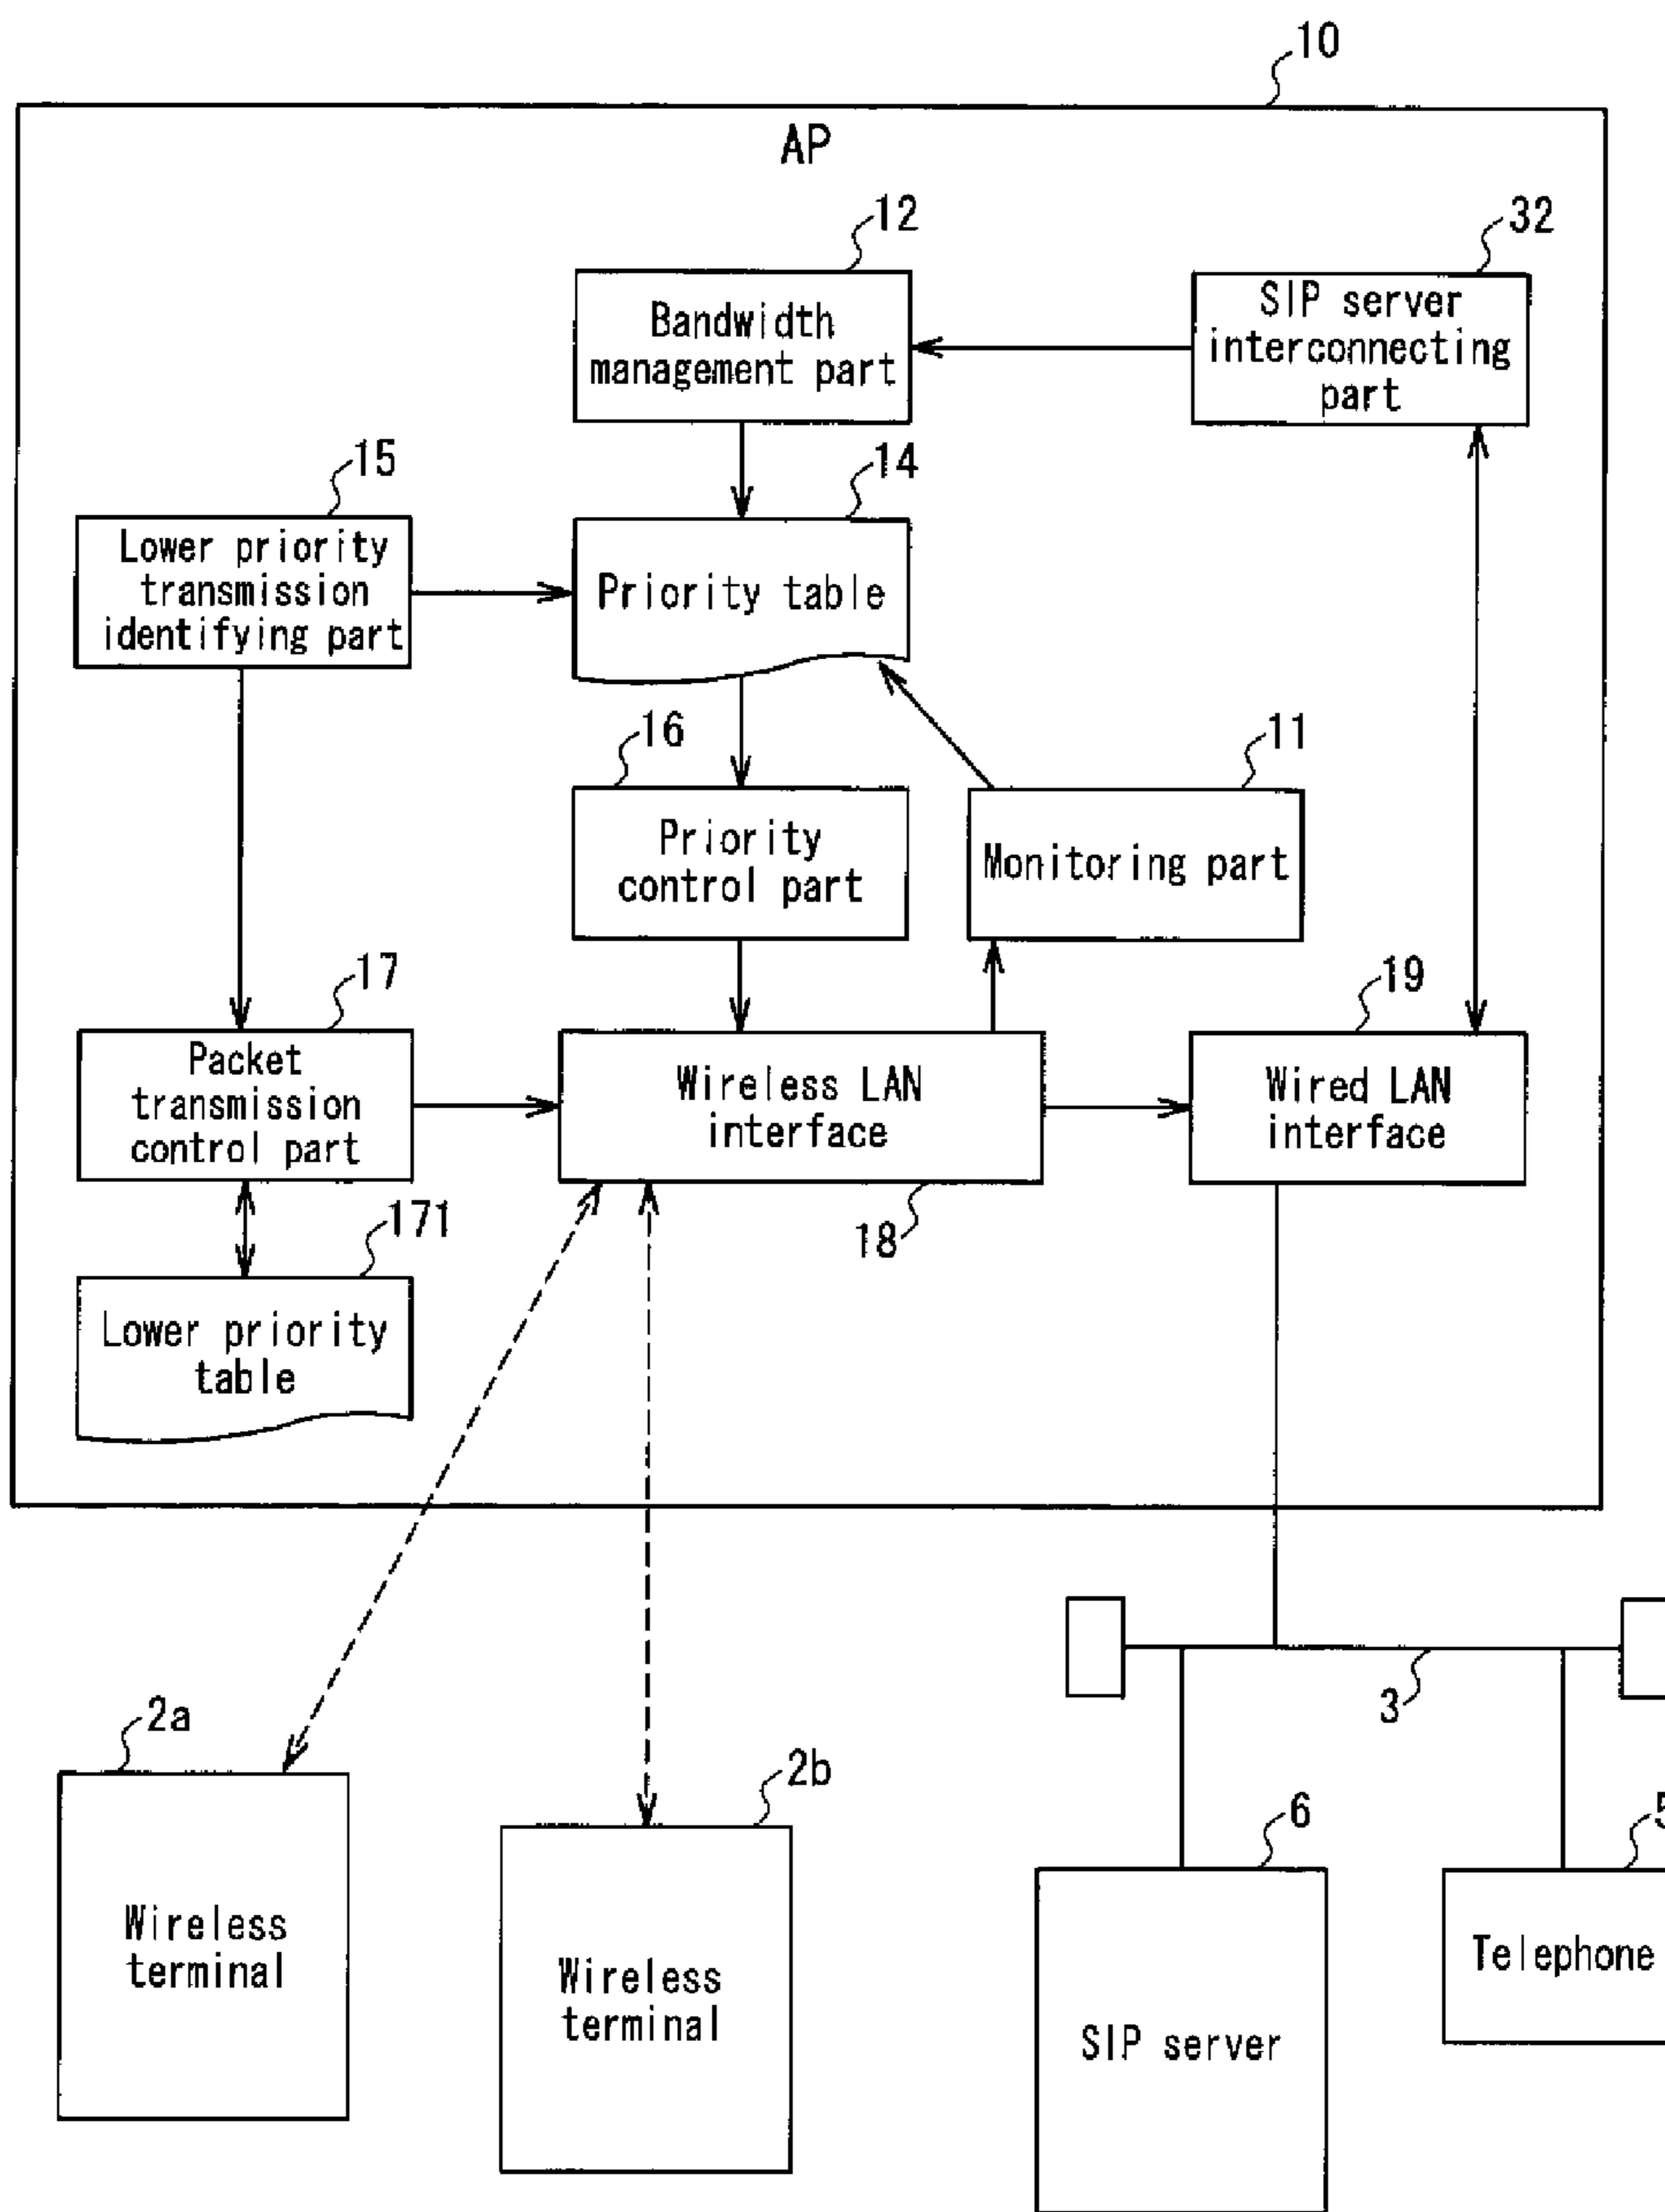 10
AP
12
32
Bandwidth
management part
SIP server
interconnecting
part
15
14
Lower priority
transmission
identifying part
Priority table
16
11
Priority
control part
Monitoring part
17
19
Packet
transmission
control part
Wireless LAN
interface
Wired LAN
interface
18
171
Lower priority
table
3
2a
2b
6
5
Wireless
terminal
Wireless
terminal
SIP server
Telephone